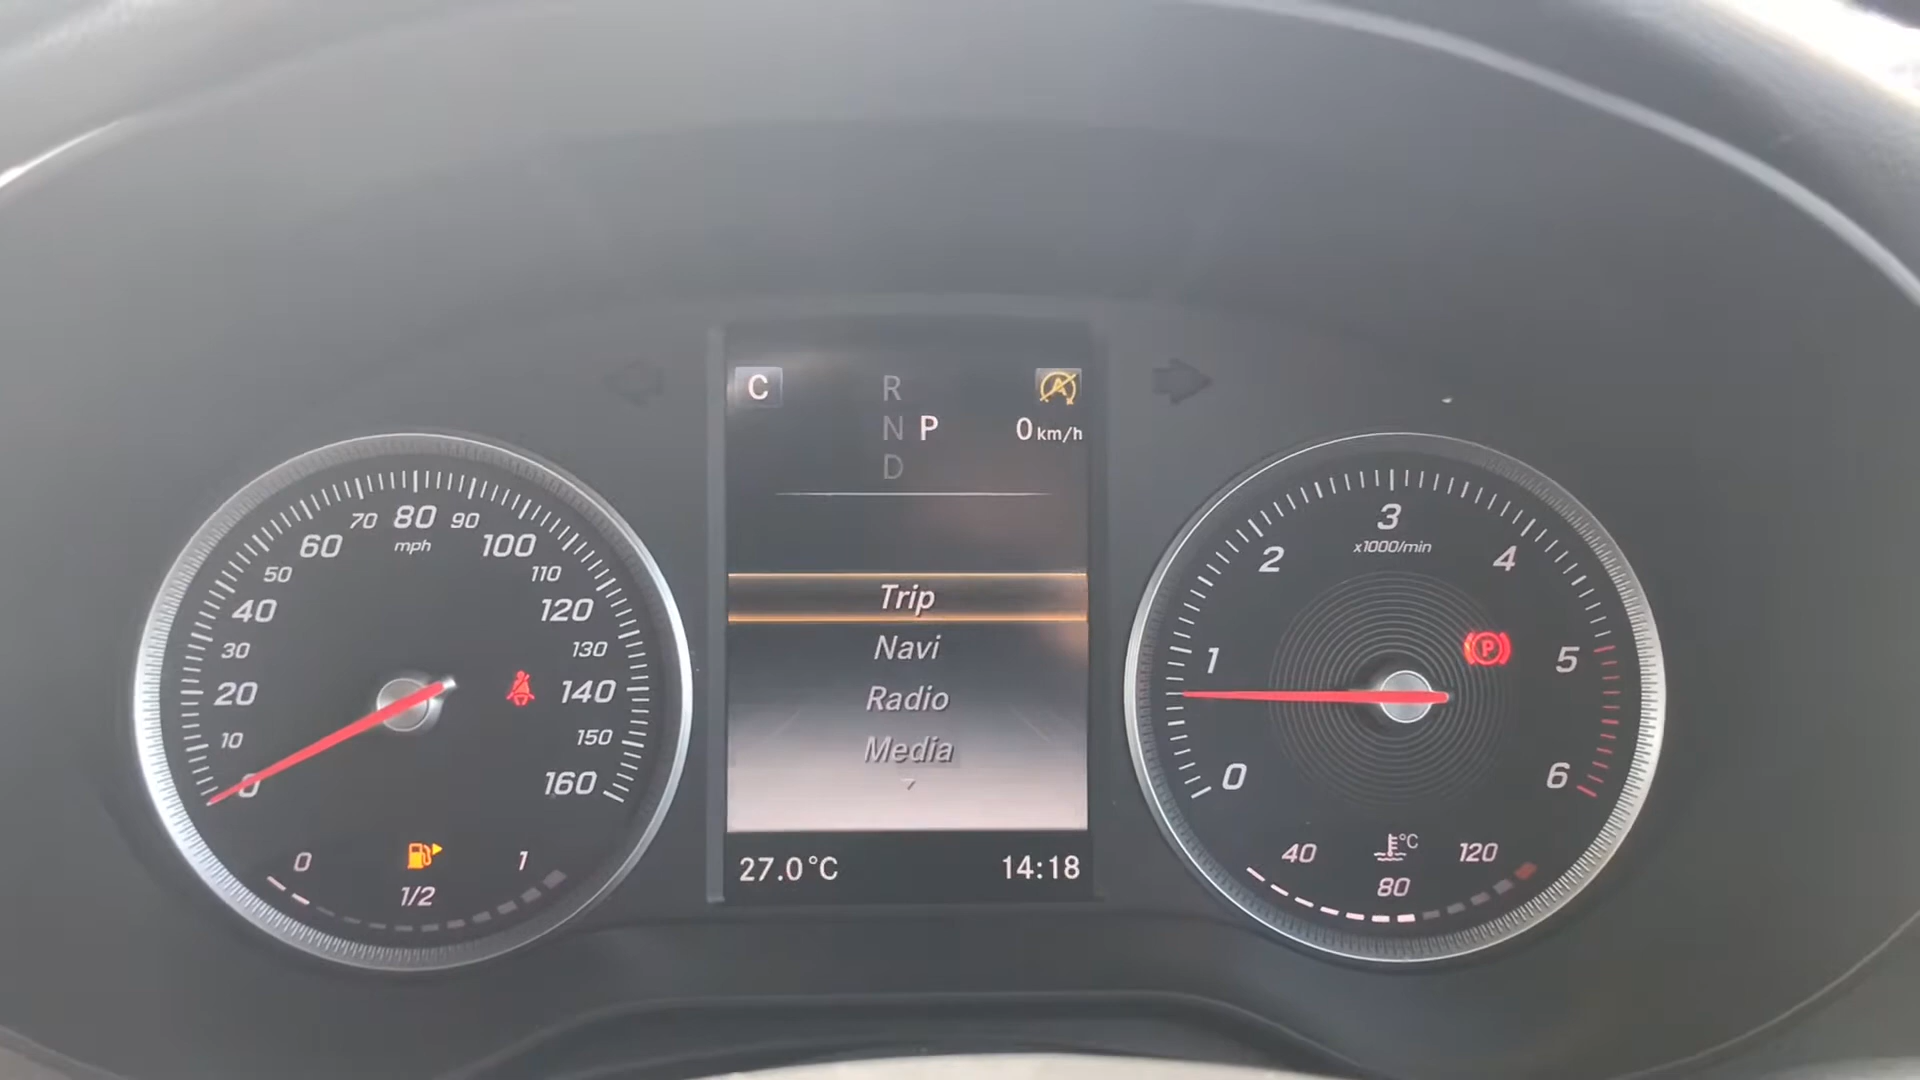 C
R
N P
D
0 km/h
70 80 90
60 mph 100
50 110
40 120
30 130
20 140
10 150
0 160
0 1
1/2
Trip
Navi
Radio
Media
27.0°C 14:18
3
x1000/min
2 4
1 5
P
0 6
°C
40 120
80